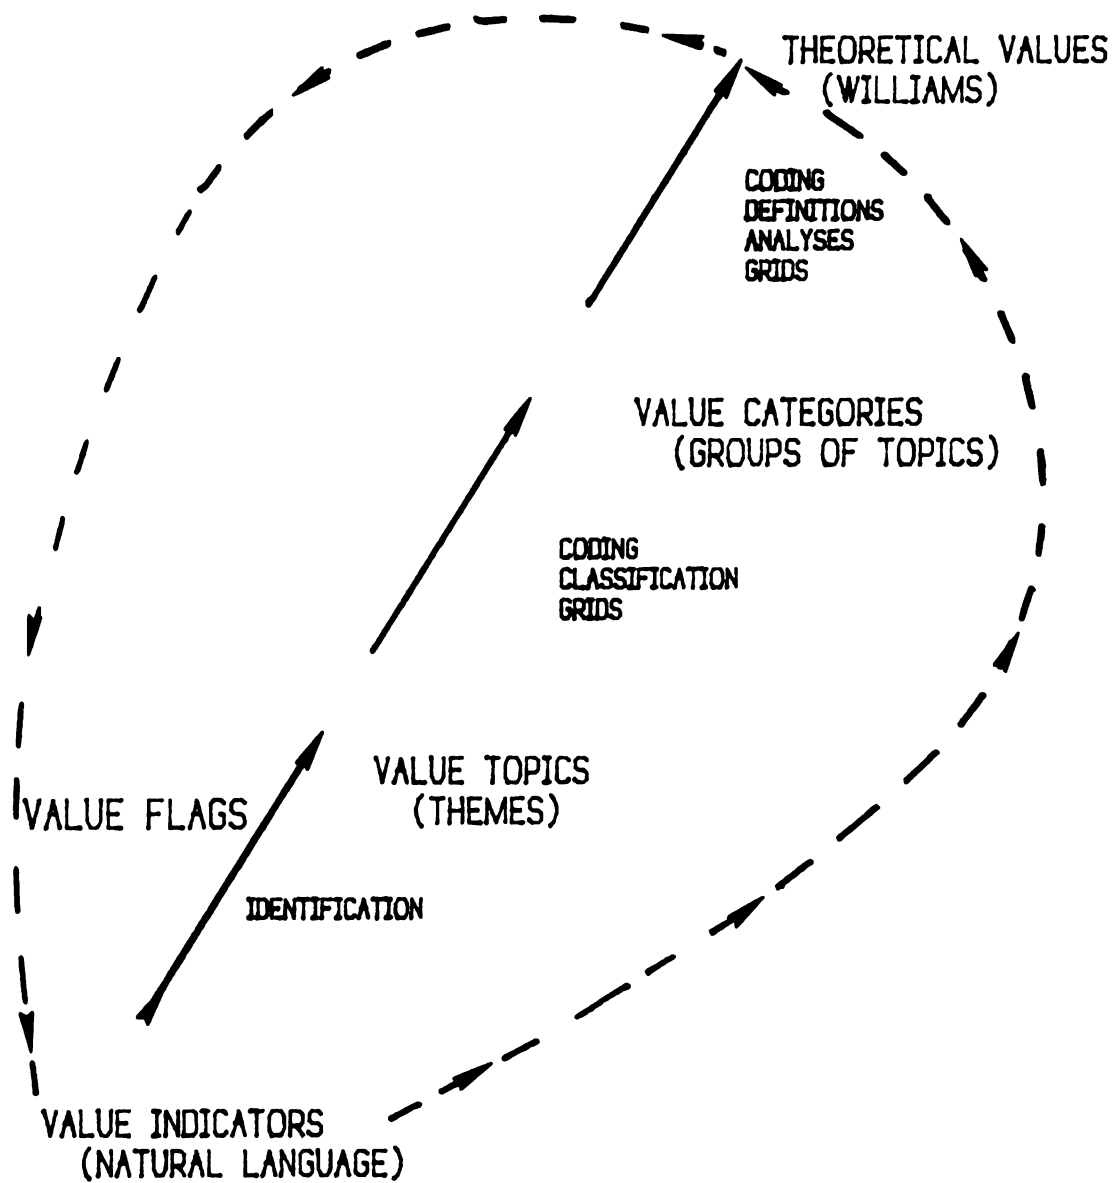 THEORETICAL VALUES
(WILLIAMS)
CODING
DEFINITIONS
ANALYSES
GRIDS
VALUE CATEGORIES
(GROUPS OF TOPICS)
CODING
CLASSIFICATION
GRIDS
VALUE TOPICS
(THEMES)
VALUE FLAGS
IDENTIFICATION
VALUE INDICATORS
(NATURAL LANGUAGE)